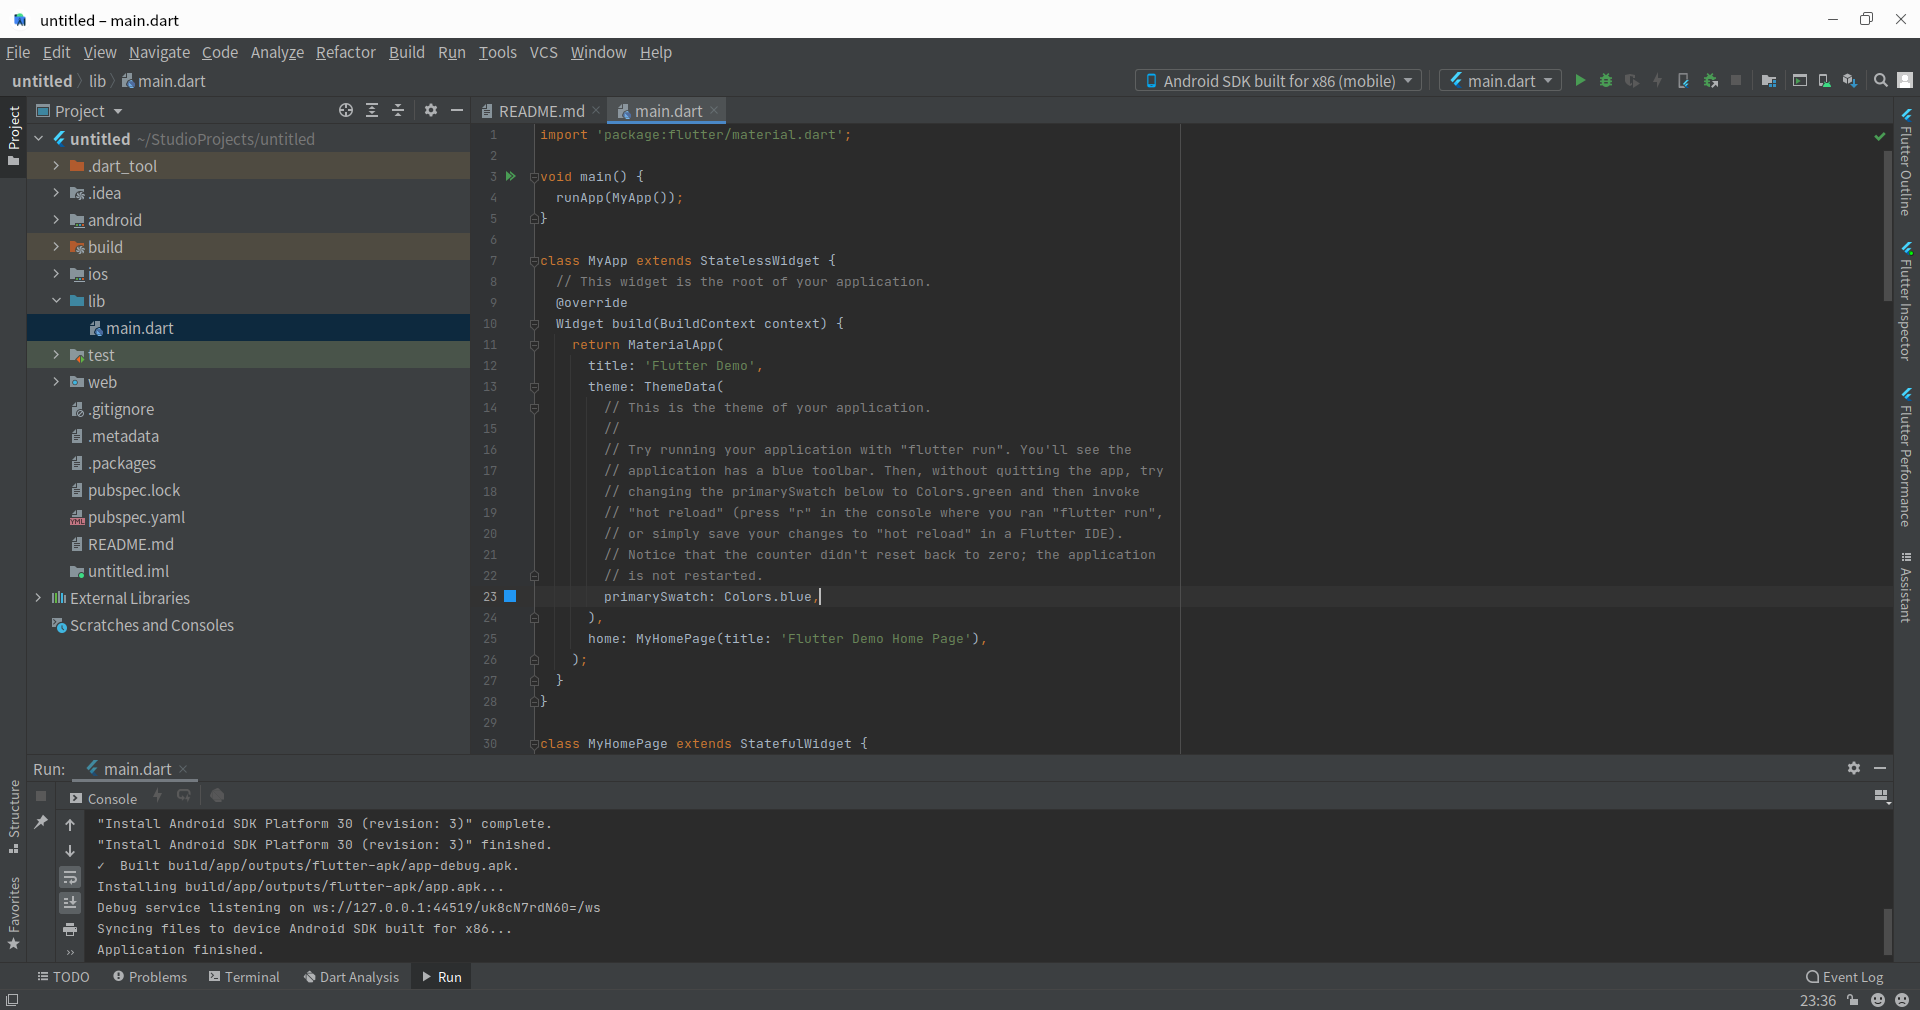 untitled – main.dart
File Edit View Navigate Code Analyze Refactor Build Run Tools VCS Window Help
untitled lib main.dart
Android SDK built for x86 (mobile)
main.dart
Project
Project
untitled ~/StudioProjects/untitled
.dart_tool
.idea
android
build
ios
lib
main.dart
test
web
.gitignore
.metadata
.packages
pubspec.lock
pubspec.yaml
README.md
untitled.iml
External Libraries
Scratches and Consoles
README.md main.dart
1 import 'package:flutter/material.dart';
2
3 void main() {
4 runApp(MyApp());
5 }
6
7 class MyApp extends StatelessWidget {
8 // This widget is the root of your application.
9 @override
10 Widget build(BuildContext context) {
11 return MaterialApp(
12 title: 'Flutter Demo',
13 theme: ThemeData(
14 // This is the theme of your application.
15 //
16 // Try running your application with "flutter run". You'll see the
17 // application has a blue toolbar. Then, without quitting the app, try
18 // changing the primarySwatch below to Colors.green and then invoke
19 // "hot reload" (press "r" in the console where you ran "flutter run",
20 // or simply save your changes to "hot reload" in a Flutter IDE).
21 // Notice that the counter didn't reset back to zero; the application
22 // is not restarted.
23 primarySwatch: Colors.blue,
24 ),
25 home: MyHomePage(title: 'Flutter Demo Home Page'),
26 );
27 }
28 }
29
30 class MyHomePage extends StatefulWidget {
Flutter Outline
Flutter Inspector
Flutter Performance
Assistant
Structure
Favorites
Run: main.dart
Console
"Install Android SDK Platform 30 (revision: 3)" complete.
"Install Android SDK Platform 30 (revision: 3)" finished.
✓ Built build/app/outputs/flutter-apk/app-debug.apk.
Installing build/app/outputs/flutter-apk/app.apk...
Debug service listening on ws://127.0.0.1:44519/uk8cN7rdN60=/ws
Syncing files to device Android SDK built for x86...
Application finished.
TODO Problems Terminal Dart Analysis Run Event Log
23:36